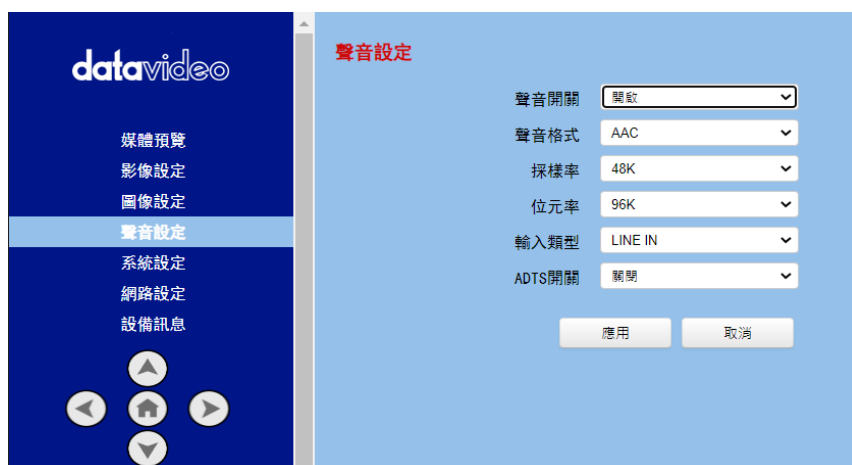 datavideo
媒體預覽
影像設定
圖像設定
聲音設定
系統設定
網路設定
設備訊息
聲音設定
聲音開關 開啟
聲音格式 AAC
採樣率 48K
位元率 96K
輸入類型 LINE IN
ADTS開關 關閉
應用 取消